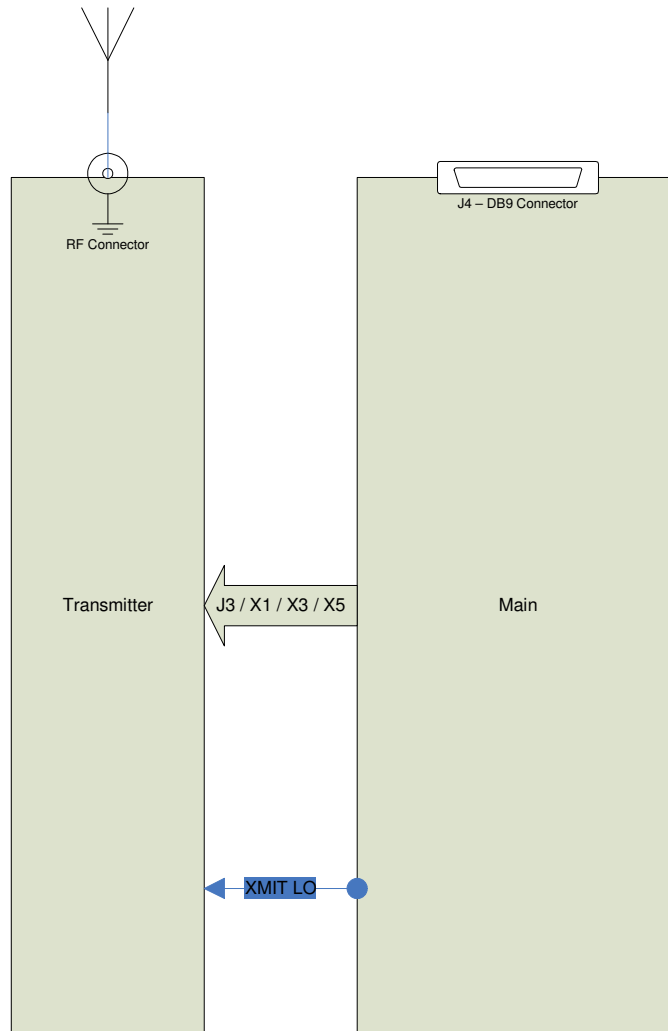 J4 – DB9 Connector
RF Connector
Transmitter
J3 / X1 / X3 / X5
Main
XMIT LO